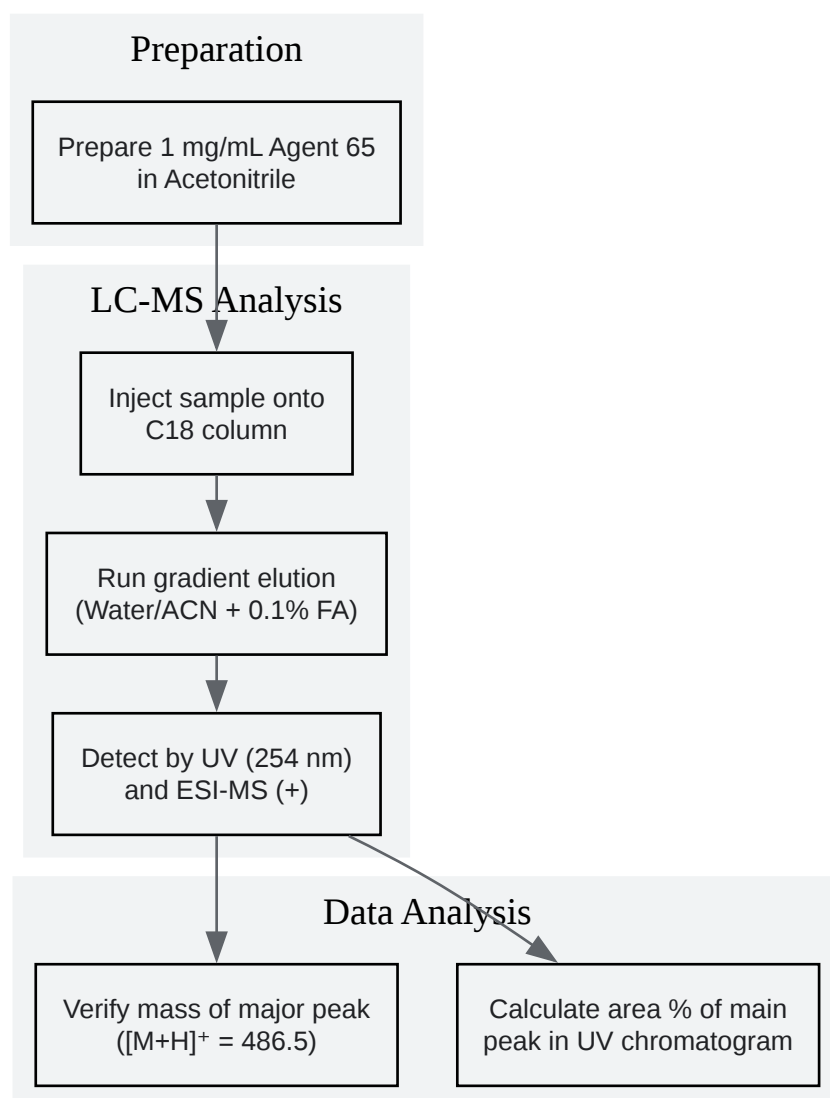 Preparation
Prepare 1 mg/mL Agent 65
in Acetonitrile
LC-MS Analysis
Inject sample onto
C18 column
Run gradient elution
(Water/ACN + 0.1% FA)
Detect by UV (254 nm)
and ESI-MS (+)
Data Analysis
Verify mass of major peak
([M+H]⁺ = 486.5)
Calculate area % of main
peak in UV chromatogram